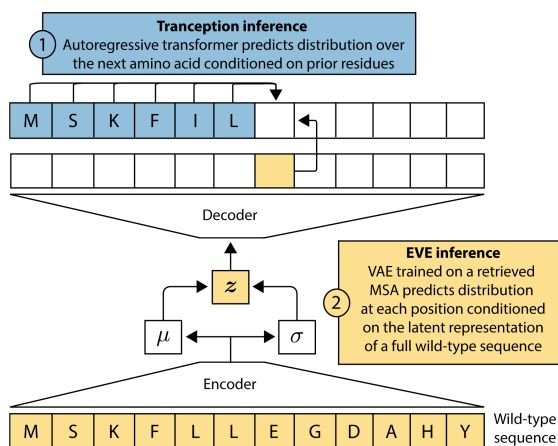 Tranception inference
1
Autoregressive transformer predicts distribution over
the next amino acid conditioned on prior residues
M S K F I L
Decoder
EVE inference
VAE trained on a retrieved
MSA predicts distribution
2
at each position conditioned
on the latent representation
of a full wild-type sequence
z
μ σ
Encoder
M S K F L L E G D A H Y
Wild-type
sequence